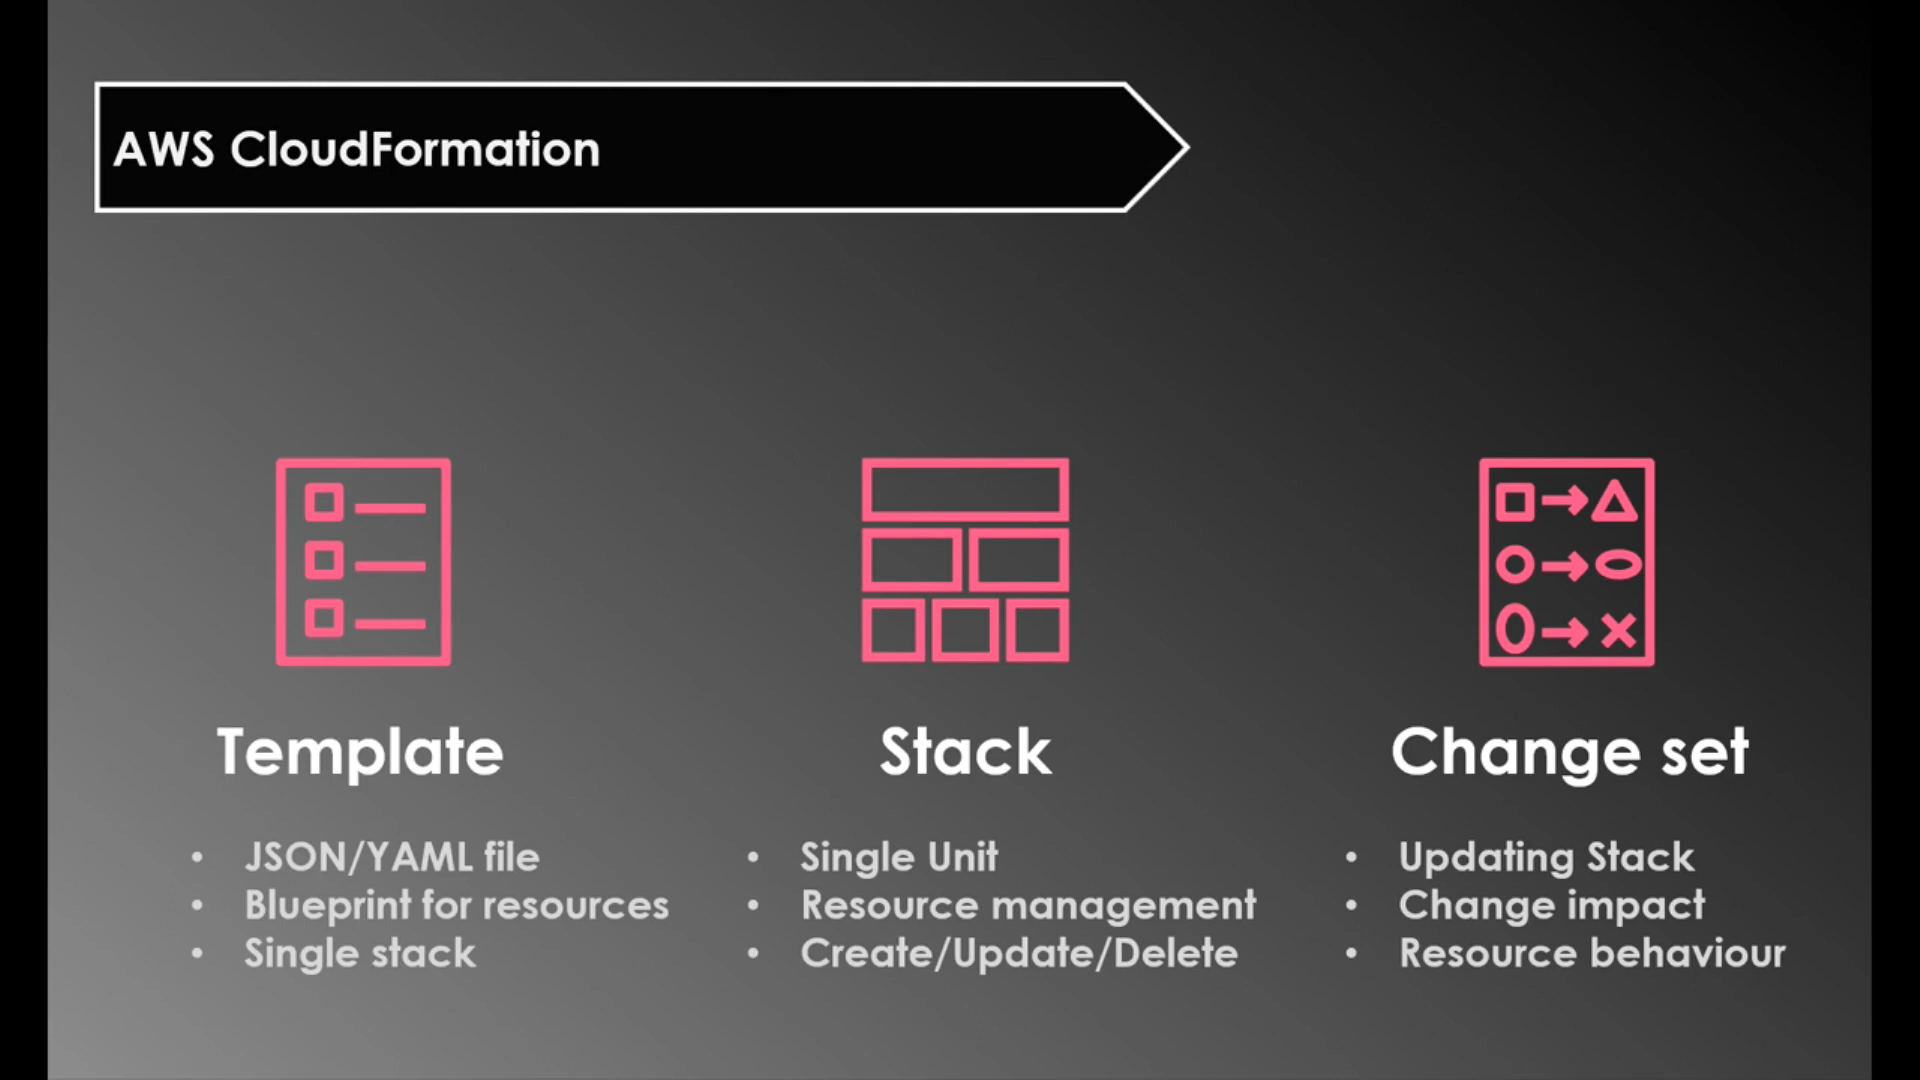 AWS CloudFormation
Template
• JSON/YAML file
• Blueprint for resources
• Single stack
Stack
• Single Unit
• Resource management
• Create/Update/Delete
Change set
• Updating Stack
• Change impact
• Resource behaviour